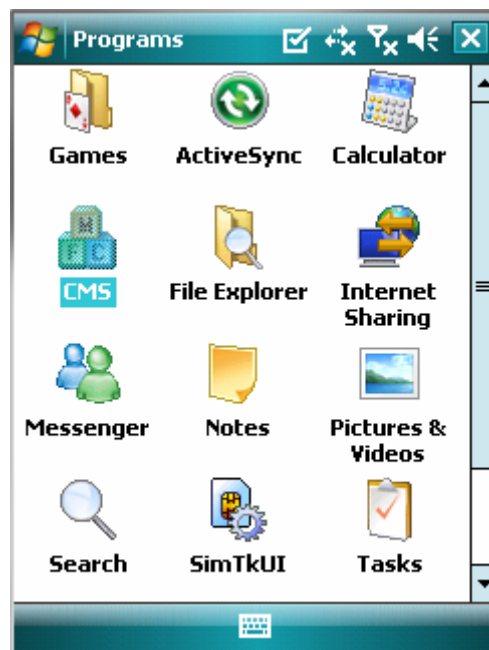 Programs
Games
ActiveSync
Calculator
M
F C
CMS
File Explorer
Internet
Sharing
Messenger
Notes
Pictures &
Videos
Search
SimTkUI
Tasks